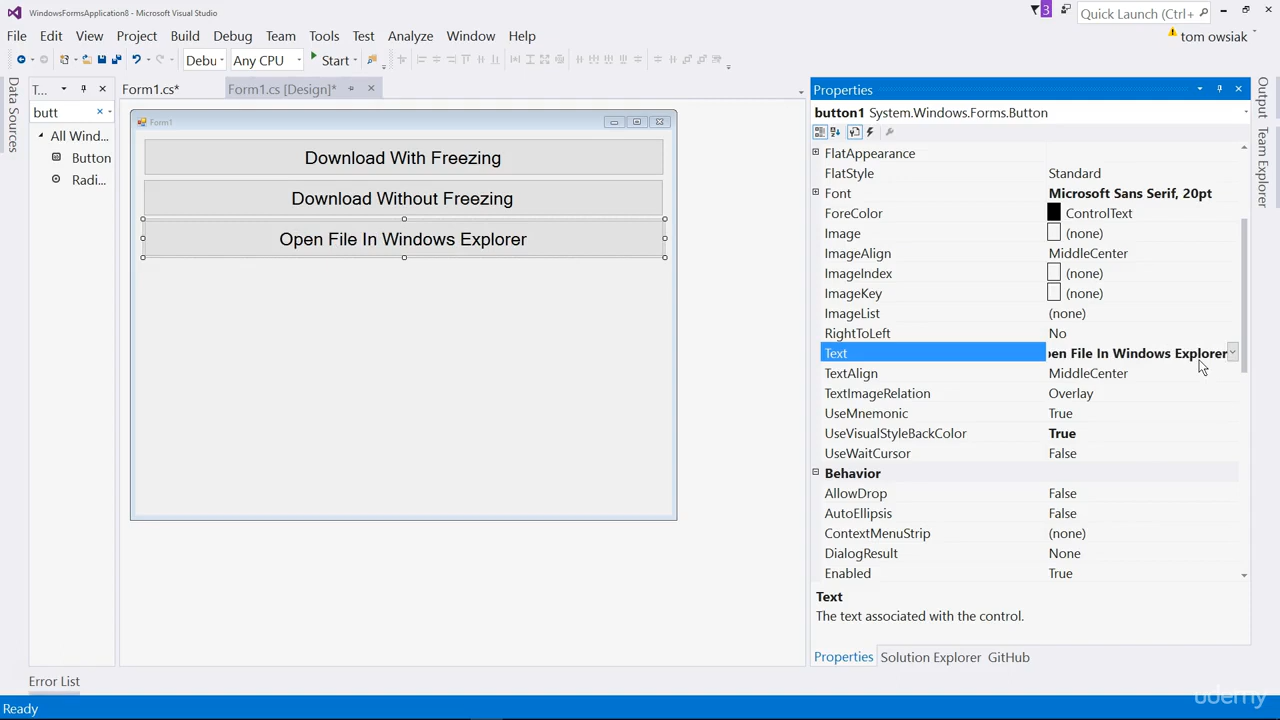 WindowsFormsApplication8 - Microsoft Visual Studio
3
Quick Launch (Ctrl+
File Edit View Project Build Debug Team Tools Test Analyze Window Help
tom owsiak
Debu Any CPU Start
Data Sources
T...
butt
All Wind...
Button
Radi...
Form1.cs*
Form1.cs [Design]*
Form1
Download With Freezing
Download Without Freezing
Open File In Windows Explorer
Properties
button1 System.Windows.Forms.Button
FlatAppearance
FlatStyle Standard
Font Microsoft Sans Serif, 20pt
ForeColor ControlText
Image (none)
ImageAlign MiddleCenter
ImageIndex (none)
ImageKey (none)
ImageList (none)
RightToLeft No
Text pen File In Windows Explorer
TextAlign MiddleCenter
TextImageRelation Overlay
UseMnemonic True
UseVisualStyleBackColor True
UseWaitCursor False
Behavior
AllowDrop False
AutoEllipsis False
ContextMenuStrip (none)
DialogResult None
Enabled True
Text
The text associated with the control.
Properties Solution Explorer GitHub
Output
Team Explorer
Error List
Ready
udemy